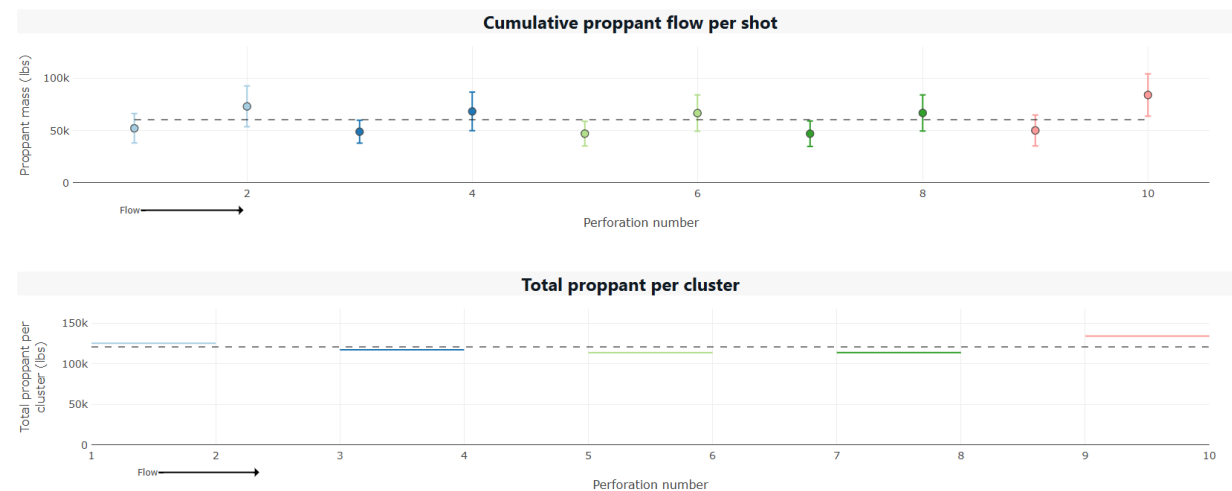 Cumulative proppant flow per shot
Proppant mass (lbs)
100k
50k
0
2 4 6 8 10
Flow
Perforation number
Total proppant per cluster
Total proppant per
cluster (lbs)
150k
100k
50k
0
1 2 3 4 5 6 7 8 9 10
Flow
Perforation number